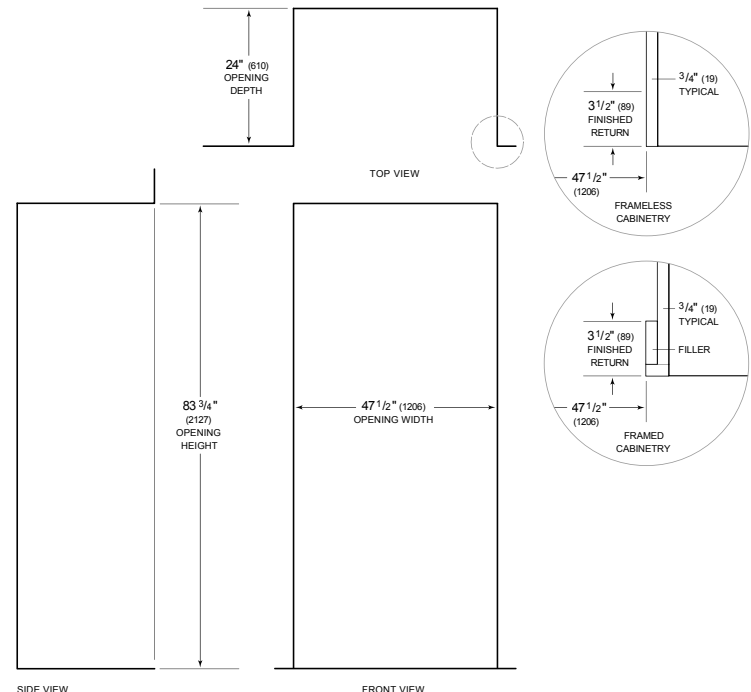 24" (610)
OPENING
DEPTH
TOP VIEW
3/4" (19)
TYPICAL
3 1/2" (89)
FINISHED
RETURN
47 1/2"
(1206)
FRAMELESS
CABINETRY
3/4" (19)
TYPICAL
3 1/2" (89)
FINISHED
RETURN
FILLER
47 1/2"
(1206)
FRAMED
CABINETRY
83 3/4"
(2127)
OPENING
HEIGHT
47 1/2" (1206)
OPENING WIDTH
SIDE VIEW
FRONT VIEW